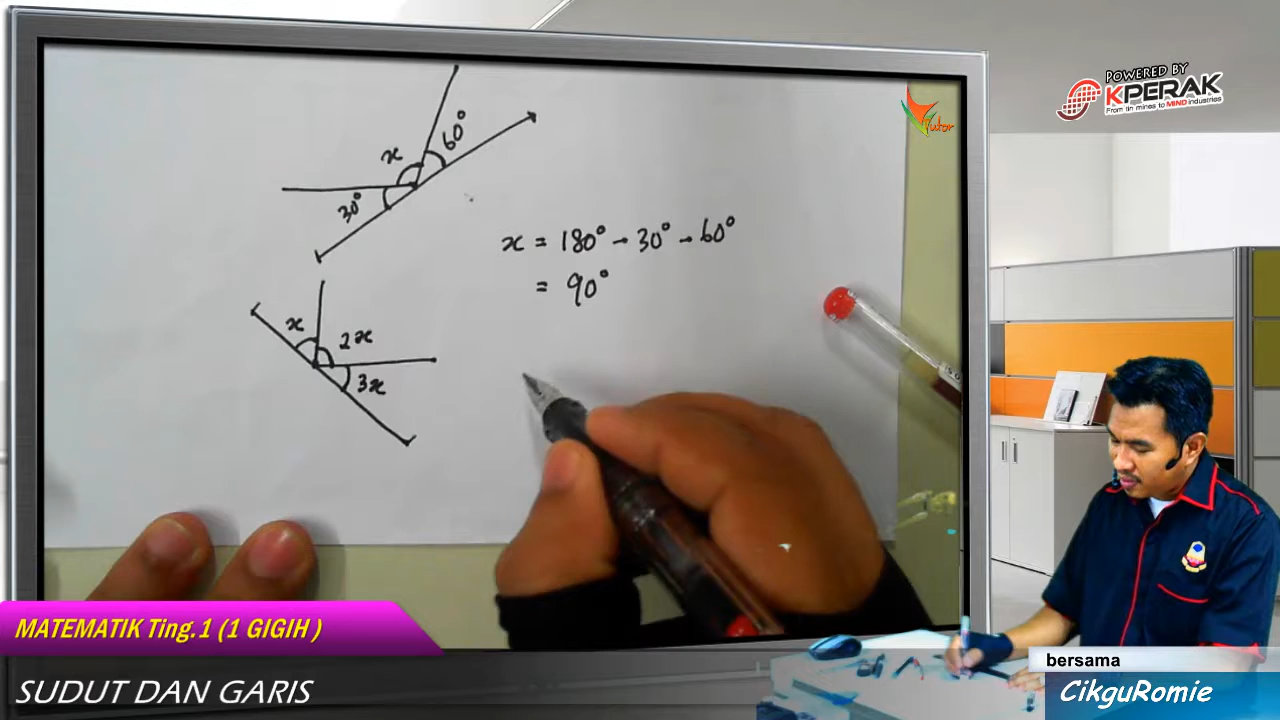 POWERED BY
KPERAK
From tin mines to MIND industries
Tutor
60°
x
30°
x = 180° - 30° - 60°
= 90°
x
2x
3x
MATEMATIK Ting.1 (1 GIGIH )
SUDUT DAN GARIS
bersama
CikguRomie